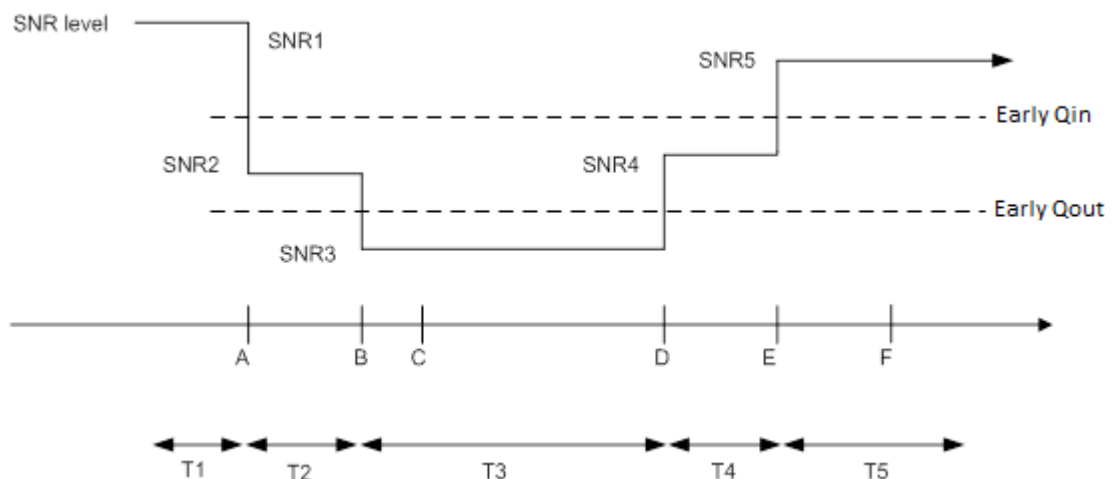 SNR level
SNR1
SNR5
Early Qin
SNR2
SNR4
Early Qout
SNR3
A B C D E F
T1 T2 T3 T4 T5